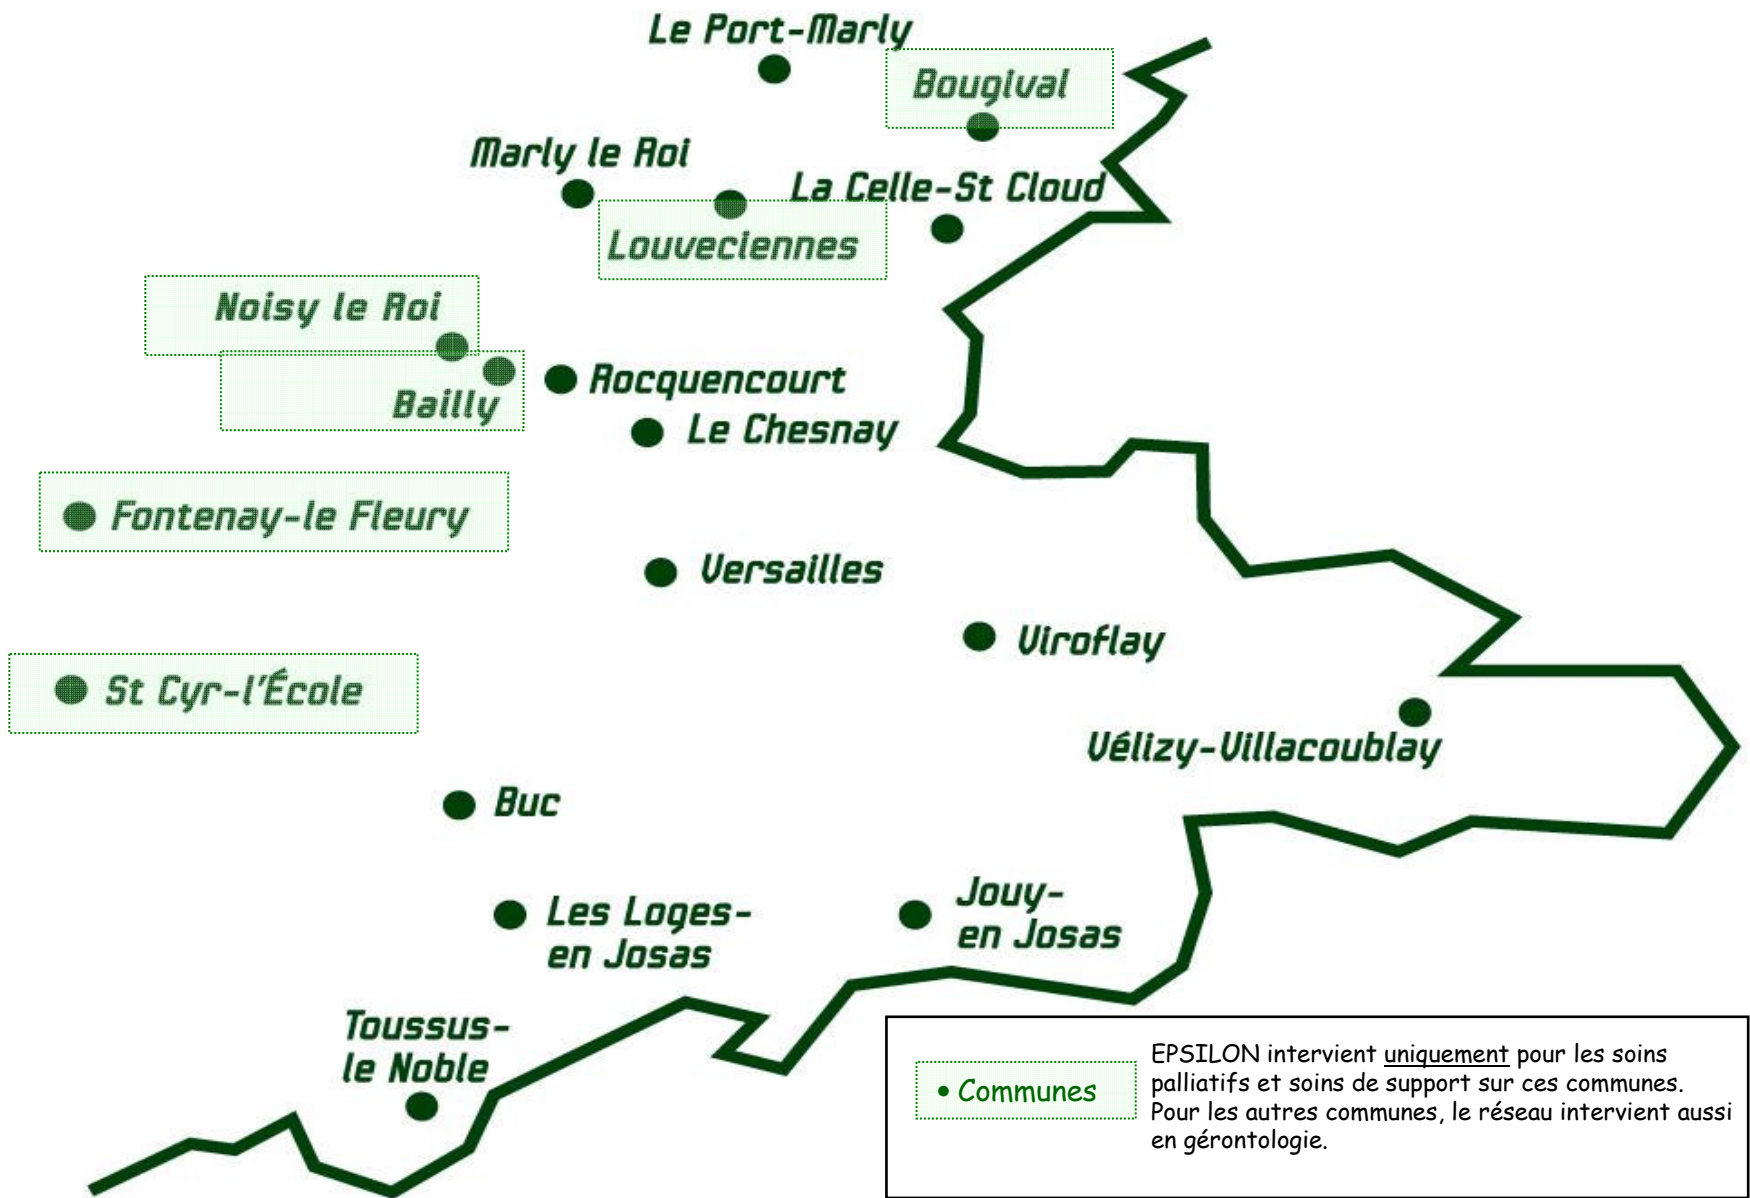 Le Port-Marly
Bougival
Marly le Roi
La Celle-St Cloud
Louveciennes
Noisy le Roi
Bailly
Rocquencourt
Le Chesnay
Fontenay-le Fleury
Versailles
Viroflay
St Cyr-l'École
Vélizy-Villacoublay
Buc
Les Loges-
en Josas
Jouy-
en Josas
Toussus-
le Noble
• Communes
EPSILON intervient uniquement pour les soins
palliatifs et soins de support sur ces communes.
Pour les autres communes, le réseau intervient aussi
en gérontologie.